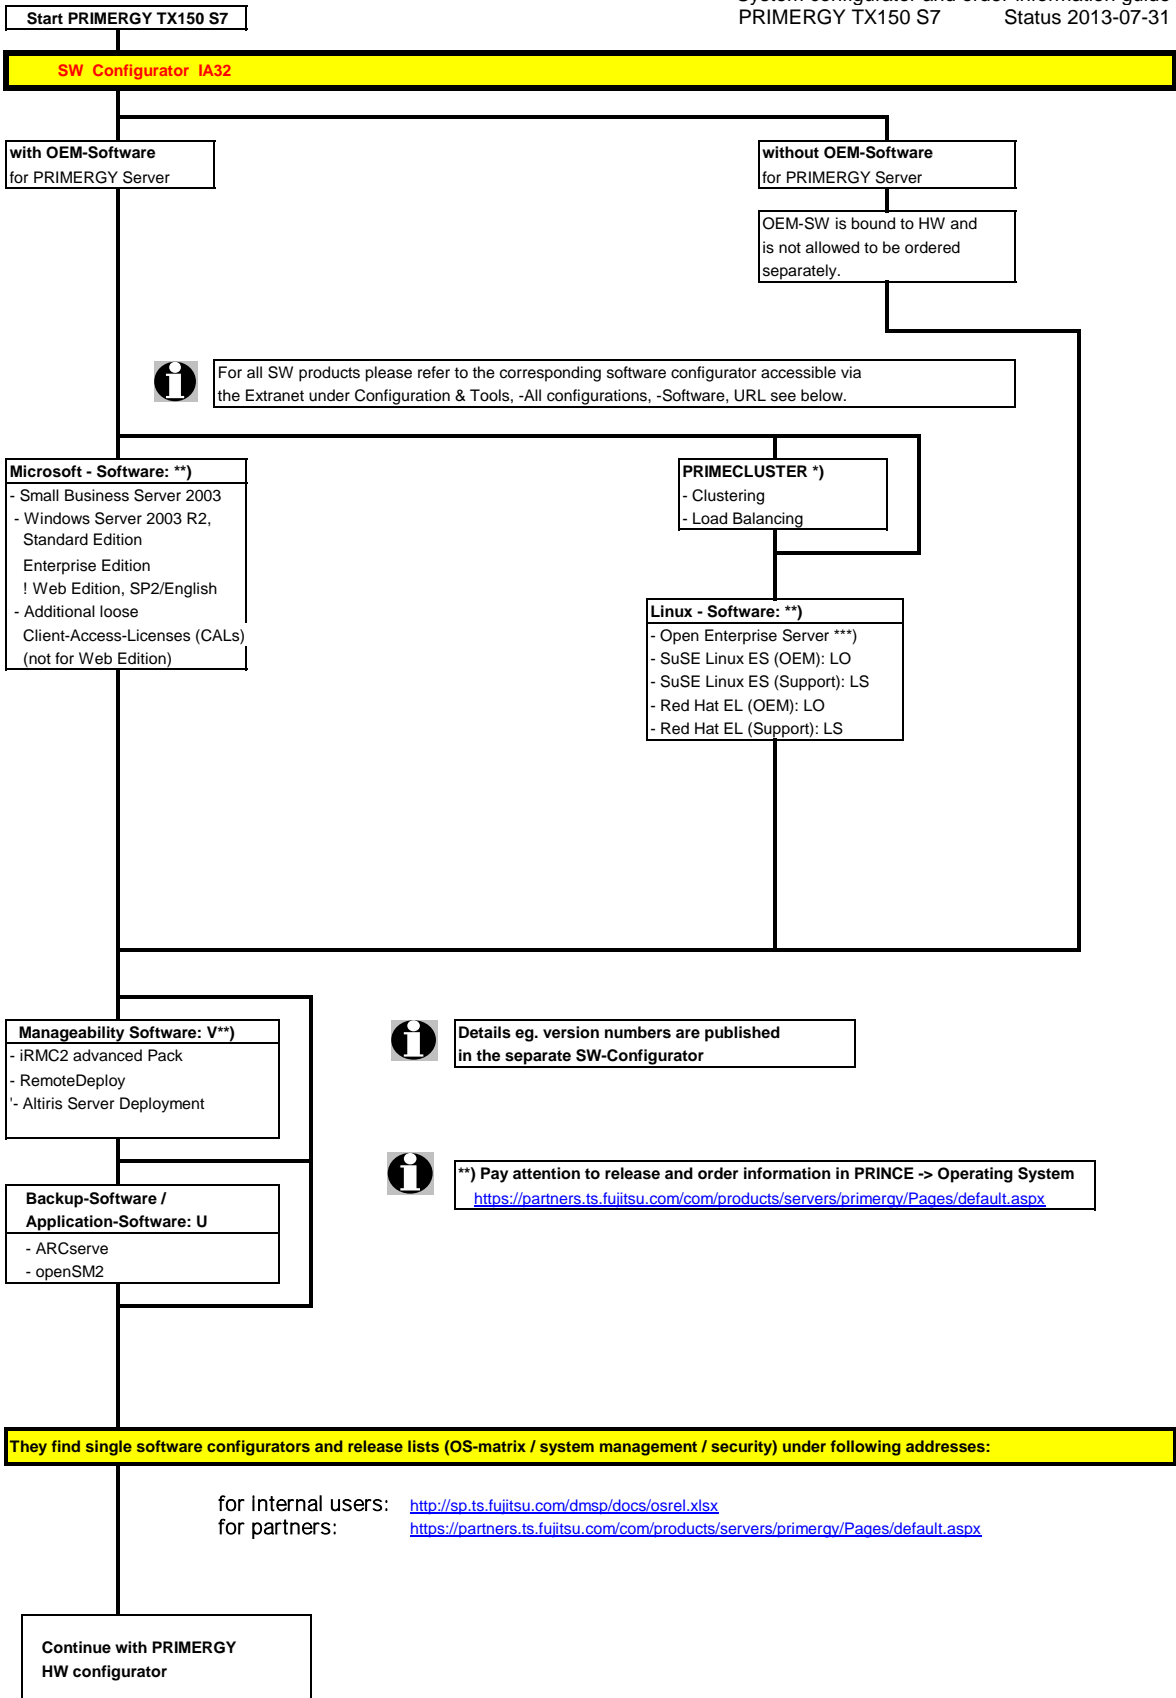 System configurator and order information guide
Start PRIMERGY TX150 S7
PRIMERGY TX150 S7 Status 2013-07-31
SW Configurator IA32
with OEM-Software
for PRIMERGY Server
without OEM-Software
for PRIMERGY Server
OEM-SW is bound to HW and
is not allowed to be ordered
separately.
For all SW products please refer to the corresponding software configurator accessible via
the Extranet under Configuration & Tools, -All configurations, -Software, URL see below.
Microsoft - Software: **)
- Small Business Server 2003
- Windows Server 2003 R2,
Standard Edition
Enterprise Edition
! Web Edition, SP2/English
- Additional loose
Client-Access-Licenses (CALs)
(not for Web Edition)
PRIMECLUSTER *)
- Clustering
- Load Balancing
Linux - Software: **)
- Open Enterprise Server ***)
- SuSE Linux ES (OEM): LO
- SuSE Linux ES (Support): LS
- Red Hat EL (OEM): LO
- Red Hat EL (Support): LS
Manageability Software: V**)
- iRMC2 advanced Pack
- RemoteDeploy
'- Altiris Server Deployment
Details eg. version numbers are published
in the separate SW-Configurator
**) Pay attention to release and order information in PRINCE -> Operating System
https://partners.ts.fujitsu.com/com/products/servers/primergy/Pages/default.aspx
Backup-Software /
Application-Software: U
- ARCserve
- openSM2
They find single software configurators and release lists (OS-matrix / system management / security) under following addresses:
for internal users: http://sp.ts.fujitsu.com/dmsp/docs/osrel.xlsx
for partners: https://partners.ts.fujitsu.com/com/products/servers/primergy/Pages/default.aspx
Continue with PRIMERGY
HW configurator